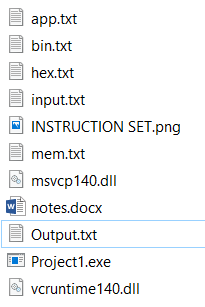 app.txt
bin.txt
hex.txt
input.txt
INSTRUCTION SET.png
mem.txt
msvcp140.dll
notes.docx
Output.txt
Project1.exe
vcruntime140.dll